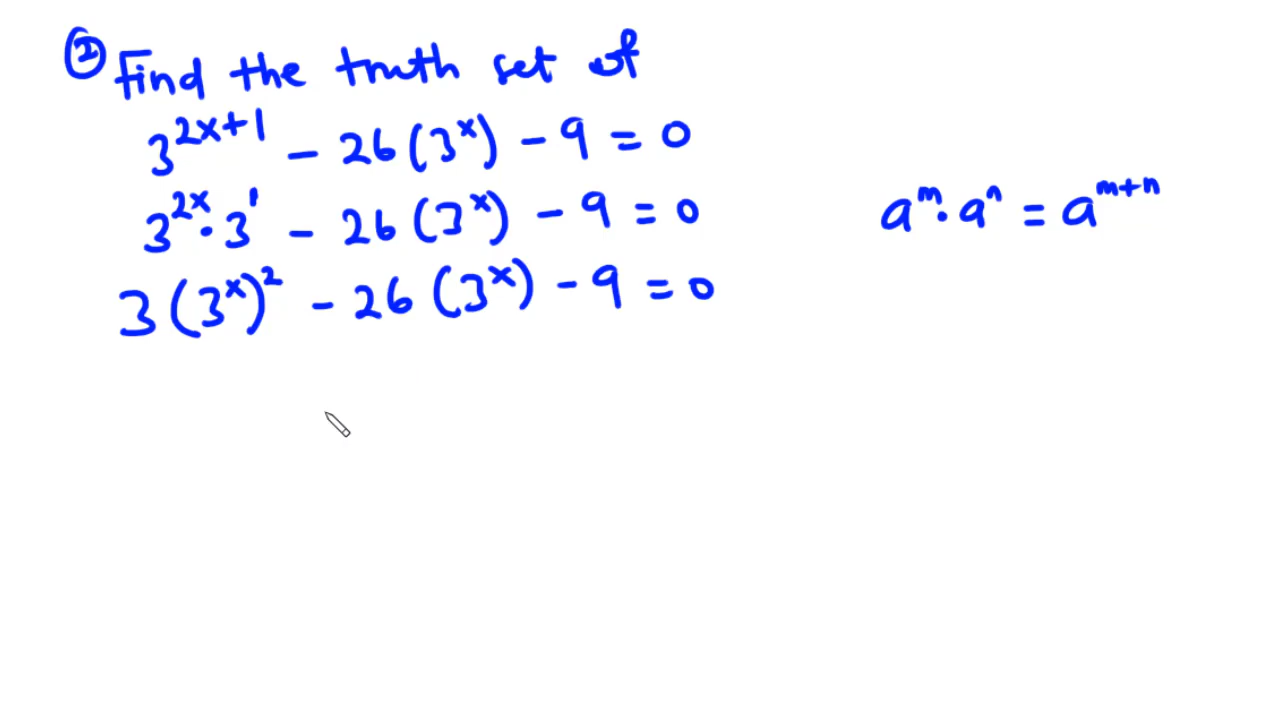 ② Find the truth set of
3^{2x+1} - 26(3^x) - 9 = 0
3^{2x} · 3^1 - 26(3^x) - 9 = 0
a^m · a^n = a^{m+n}
3(3^x)^2 - 26(3^x) - 9 = 0